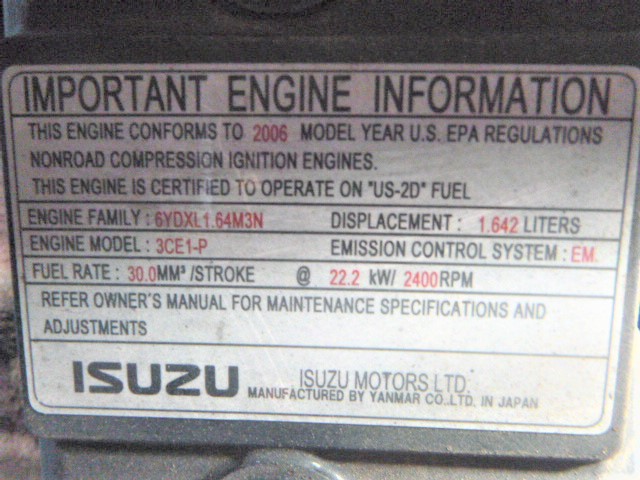 IMPORTANT ENGINE INFORMATION
THIS ENGINE CONFORMS TO 2006 MODEL YEAR U.S. EPA REGULATIONS
NONROAD COMPRESSION IGNITION ENGINES.
THIS ENGINE IS CERTIFIED TO OPERATE ON "US-2D" FUEL
ENGINE FAMILY : 6YDXL1.64M3N DISPLACEMENT : 1.642 LITERS
ENGINE MODEL : 3CE1-P EMISSION CONTROL SYSTEM : EM.
FUEL RATE : 30.0MM³ /STROKE @ 22.2 kW/ 2400RPM
REFER OWNER'S MANUAL FOR MAINTENANCE SPECIFICATIONS AND
ADJUSTMENTS
ISUZU ISUZU MOTORS LTD.
MANUFACTURED BY YANMAR CO.,LTD. IN JAPAN